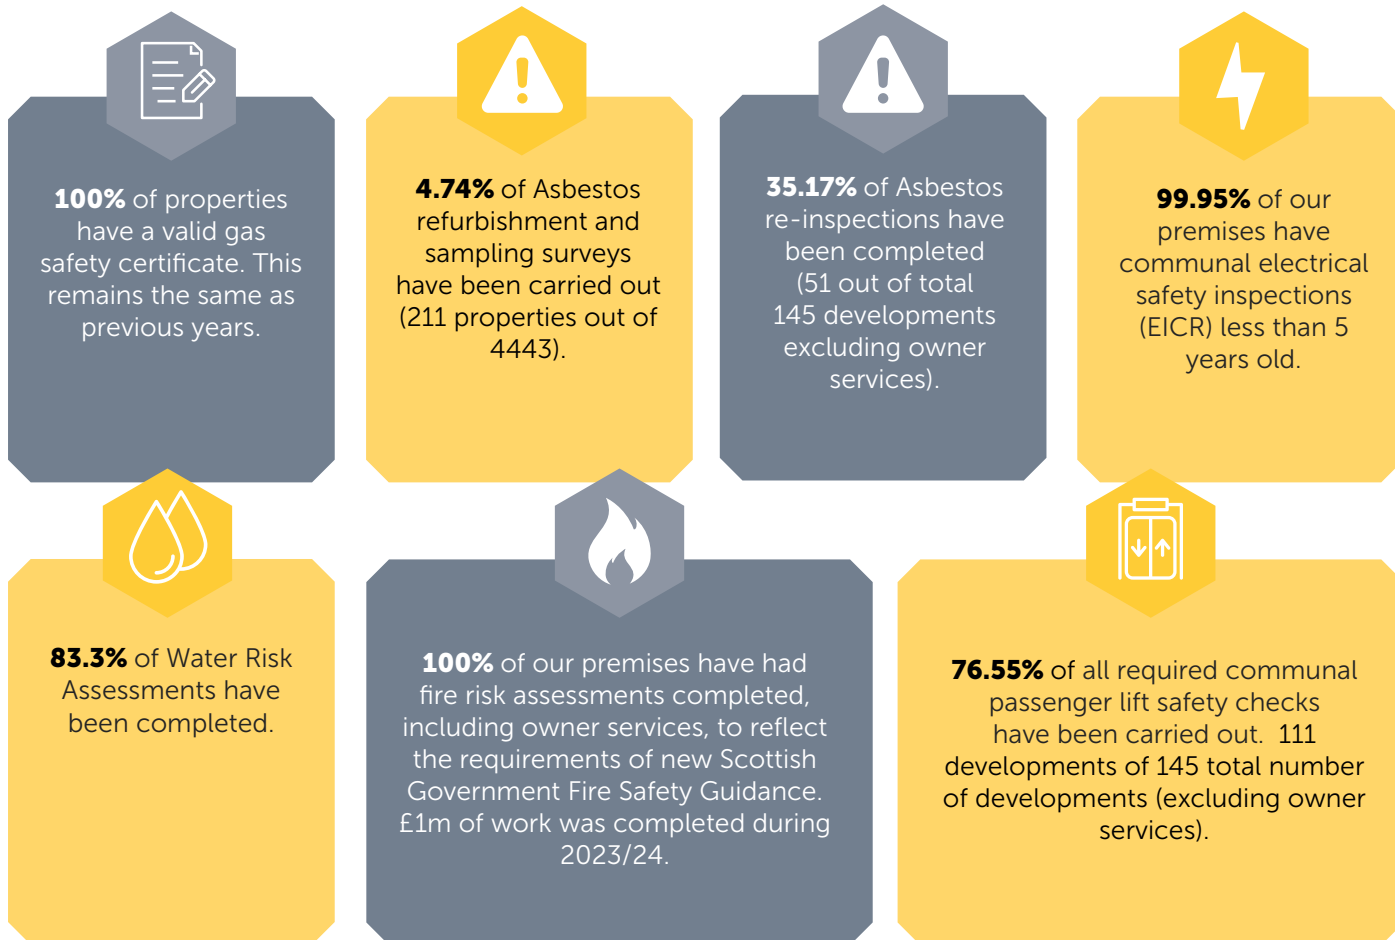 100% of properties
have a valid gas
safety certificate. This
remains the same as
previous years.
4.74% of Asbestos
refurbishment and
sampling surveys
have been carried out
(211 properties out of
4443).
35.17% of Asbestos
re-inspections have
been completed
(51 out of total
145 developments
excluding owner
services).
99.95% of our
premises have
communal electrical
safety inspections
(EICR) less than 5
years old.
83.3% of Water Risk
Assessments have
been completed.
100% of our premises have had
fire risk assessments completed,
including owner services, to reflect
the requirements of new Scottish
Government Fire Safety Guidance.
£1m of work was completed during
2023/24.
76.55% of all required communal
passenger lift safety checks
have been carried out.  111
developments of 145 total number
of developments (excluding owner
services).